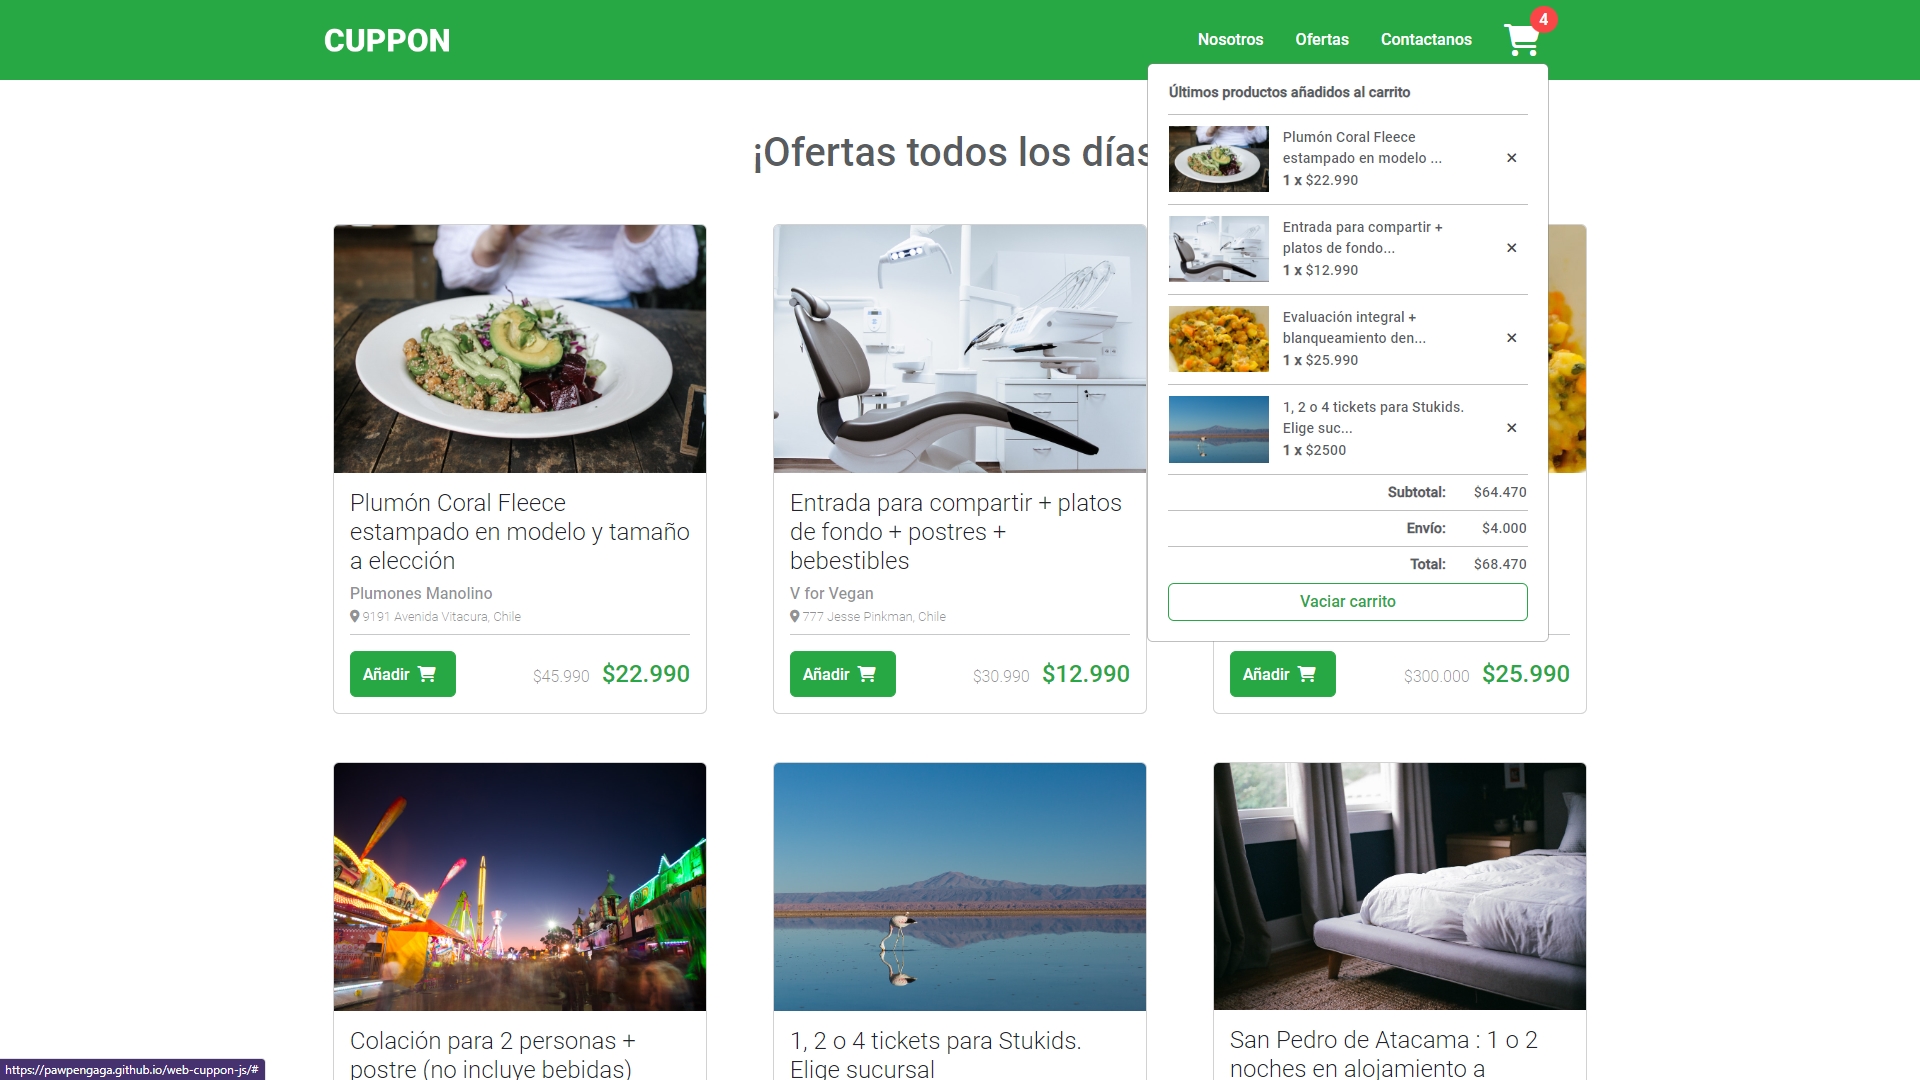 CUPPON
Nosotros
Ofertas
Contactanos
4
Últimos productos añadidos al carrito
Plumón Coral Fleece
estampado en modelo ...
1 x $22.990
Entrada para compartir +
platos de fondo...
1 x $12.990
Evaluación integral +
blanqueamiento den...
1 x $25.990
1, 2 o 4 tickets para Stukids.
Elige suc...
1 x $2500
Subtotal: $64.470
Envío: $4.000
Total: $68.470
Vaciar carrito
¡Ofertas todos los días
Plumón Coral Fleece
estampado en modelo y tamaño
a elección
Plumones Manolino
9191 Avenida Vitacura, Chile
Añadir
$45.990 $22.990
Entrada para compartir + platos
de fondo + postres +
bebestibles
V for Vegan
777 Jesse Pinkman, Chile
Añadir
$30.990 $12.990
Añadir
$300.000 $25.990
Colación para 2 personas +
postre (no incluye bebidas)
1, 2 o 4 tickets para Stukids.
Elige sucursal
San Pedro de Atacama : 1 o 2
noches en alojamiento a
https://pawpengaga.github.io/web-cuppon-js/#